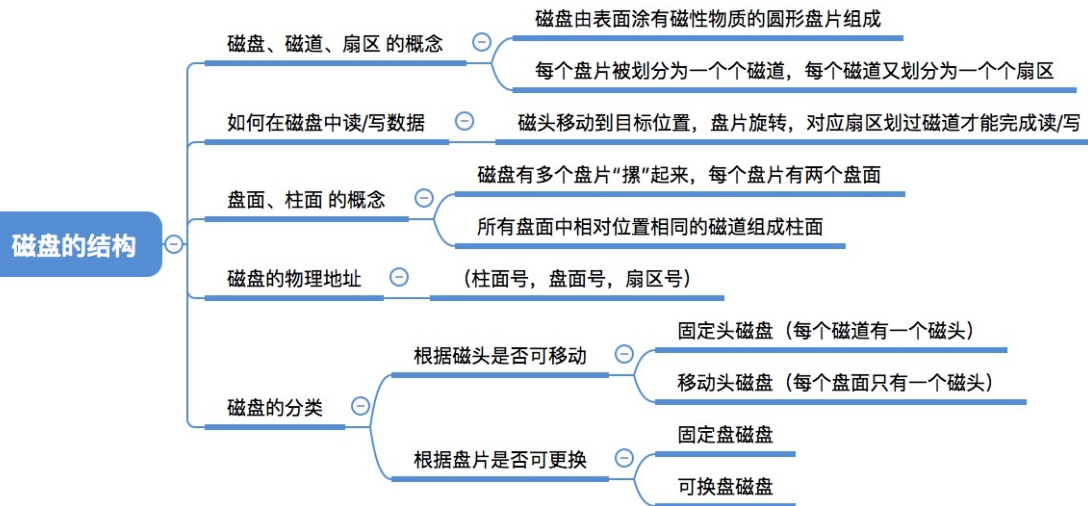 磁盘的结构
磁盘、磁道、扇区 的概念
磁盘由表面涂有磁性物质的圆形盘片组成
每个盘片被划分为一个个磁道，每个磁道又划分为一个个扇区
如何在磁盘中读/写数据
磁头移动到目标位置，盘片旋转，对应扇区划过磁道才能完成读/写
盘面、柱面 的概念
磁盘有多个盘片“摞”起来，每个盘片有两个盘面
所有盘面中相对位置相同的磁道组成柱面
磁盘的物理地址
（柱面号，盘面号，扇区号）
磁盘的分类
根据磁头是否可移动
固定头磁盘（每个磁道有一个磁头）
移动头磁盘（每个盘面只有一个磁头）
根据盘片是否可更换
固定盘磁盘
可换盘磁盘